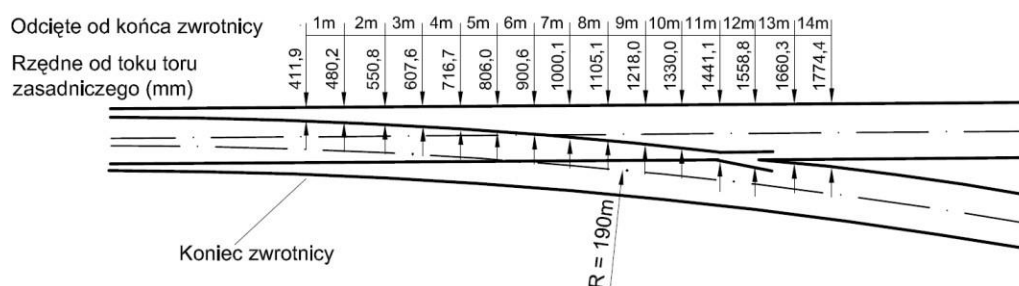 Odcięte od końca zwrotnicy
1m 2m 3m 4m 5m 6m 7m 8m 9m 10m 11m 12m 13m 14m
Rzędne od toku toru
zasadniczego (mm)
411,9 480,2 550,8 607,6 716,7 806,0 900,6 1000,1 1105,1 1218,0 1330,0 1441,1 1558,8 1660,3 1774,4
Koniec zwrotnicy
R = 190m